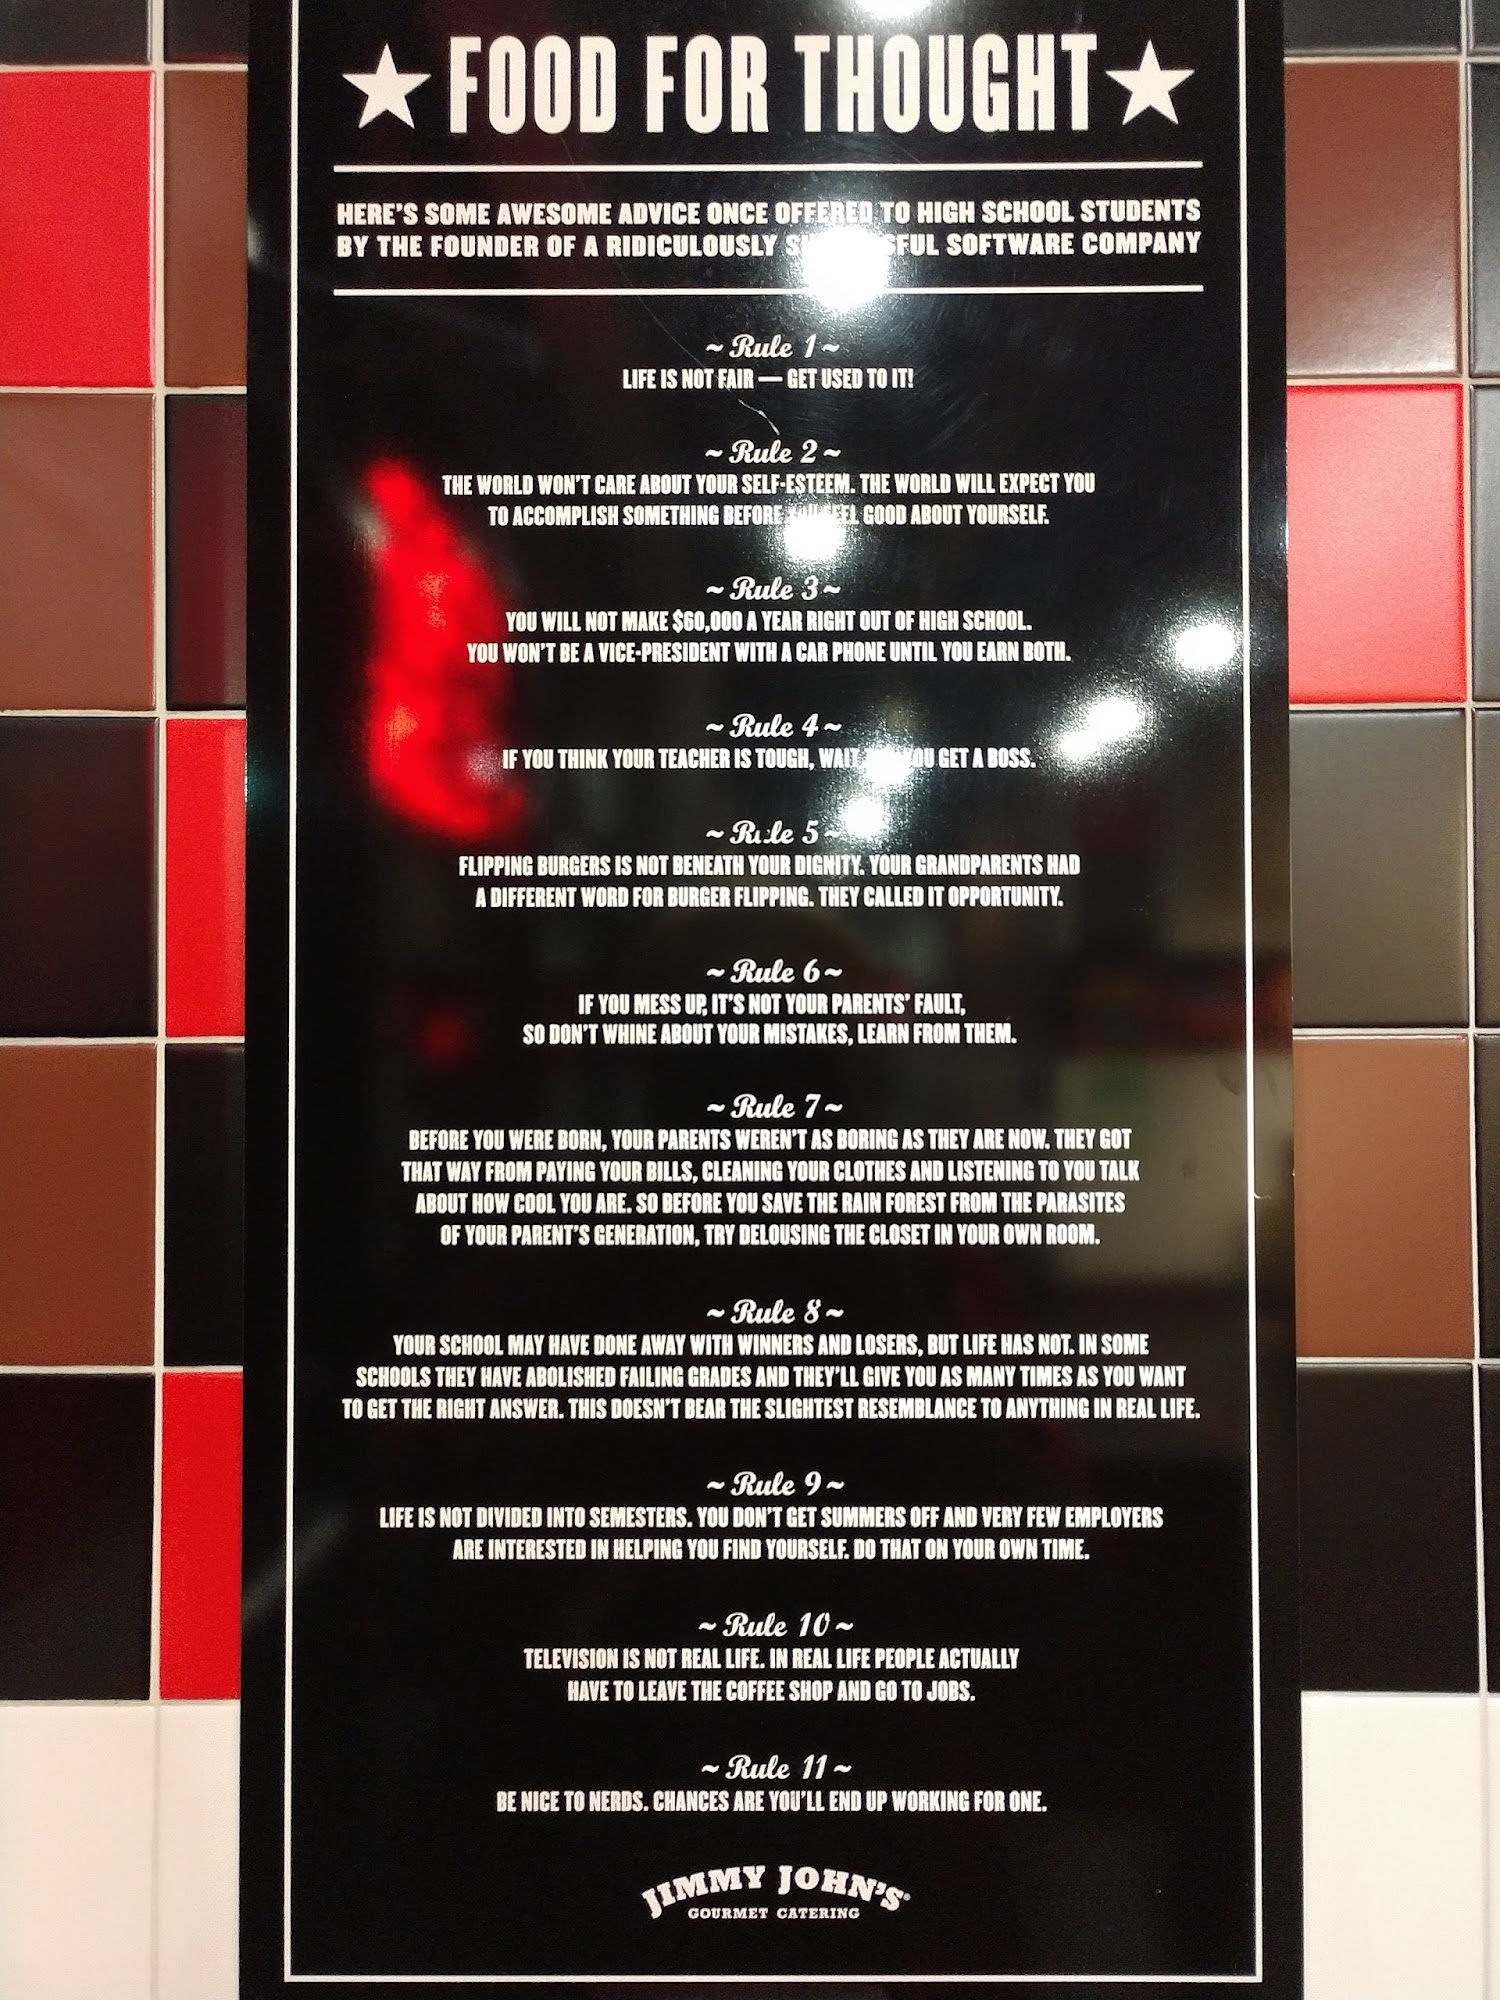 ★ FOOD FOR THOUGHT ★
HERE'S SOME AWESOME ADVICE ONCE OFFERED TO HIGH SCHOOL STUDENTS
BY THE FOUNDER OF A RIDICULOUSLY SUCCESSFUL SOFTWARE COMPANY
~ Rule 1 ~
LIFE IS NOT FAIR — GET USED TO IT!
~ Rule 2 ~
THE WORLD WON'T CARE ABOUT YOUR SELF-ESTEEM. THE WORLD WILL EXPECT YOU
TO ACCOMPLISH SOMETHING BEFORE YOU FEEL GOOD ABOUT YOURSELF.
~ Rule 3 ~
YOU WILL NOT MAKE $60,000 A YEAR RIGHT OUT OF HIGH SCHOOL.
YOU WON'T BE A VICE-PRESIDENT WITH A CAR PHONE UNTIL YOU EARN BOTH.
~ Rule 4 ~
IF YOU THINK YOUR TEACHER IS TOUGH, WAIT YOU GET A BOSS.
~ Rule 5 ~
FLIPPING BURGERS IS NOT BENEATH YOUR DIGNITY. YOUR GRANDPARENTS HAD
A DIFFERENT WORD FOR BURGER FLIPPING. THEY CALLED IT OPPORTUNITY.
~ Rule 6 ~
IF YOU MESS UP, IT'S NOT YOUR PARENTS' FAULT,
SO DON'T WHINE ABOUT YOUR MISTAKES, LEARN FROM THEM.
~ Rule 7 ~
BEFORE YOU WERE BORN, YOUR PARENTS WEREN'T AS BORING AS THEY ARE NOW. THEY GOT
THAT WAY FROM PAYING YOUR BILLS, CLEANING YOUR CLOTHES AND LISTENING TO YOU TALK
ABOUT HOW COOL YOU ARE. SO BEFORE YOU SAVE THE RAIN FOREST FROM THE PARASITES
OF YOUR PARENT'S GENERATION, TRY DELOUSING THE CLOSET IN YOUR OWN ROOM.
~ Rule 8 ~
YOUR SCHOOL MAY HAVE DONE AWAY WITH WINNERS AND LOSERS, BUT LIFE HAS NOT. IN SOME
SCHOOLS THEY HAVE ABOLISHED FAILING GRADES AND THEY'LL GIVE YOU AS MANY TIMES AS YOU WANT
TO GET THE RIGHT ANSWER. THIS DOESN'T BEAR THE SLIGHTEST RESEMBLANCE TO ANYTHING IN REAL LIFE.
~ Rule 9 ~
LIFE IS NOT DIVIDED INTO SEMESTERS. YOU DON'T GET SUMMERS OFF AND VERY FEW EMPLOYERS
ARE INTERESTED IN HELPING YOU FIND YOURSELF. DO THAT ON YOUR OWN TIME.
~ Rule 10 ~
TELEVISION IS NOT REAL LIFE. IN REAL LIFE PEOPLE ACTUALLY
HAVE TO LEAVE THE COFFEE SHOP AND GO TO JOBS.
~ Rule 11 ~
BE NICE TO NERDS. CHANCES ARE YOU'LL END UP WORKING FOR ONE.
JIMMY JOHN'S®
GOURMET CATERING